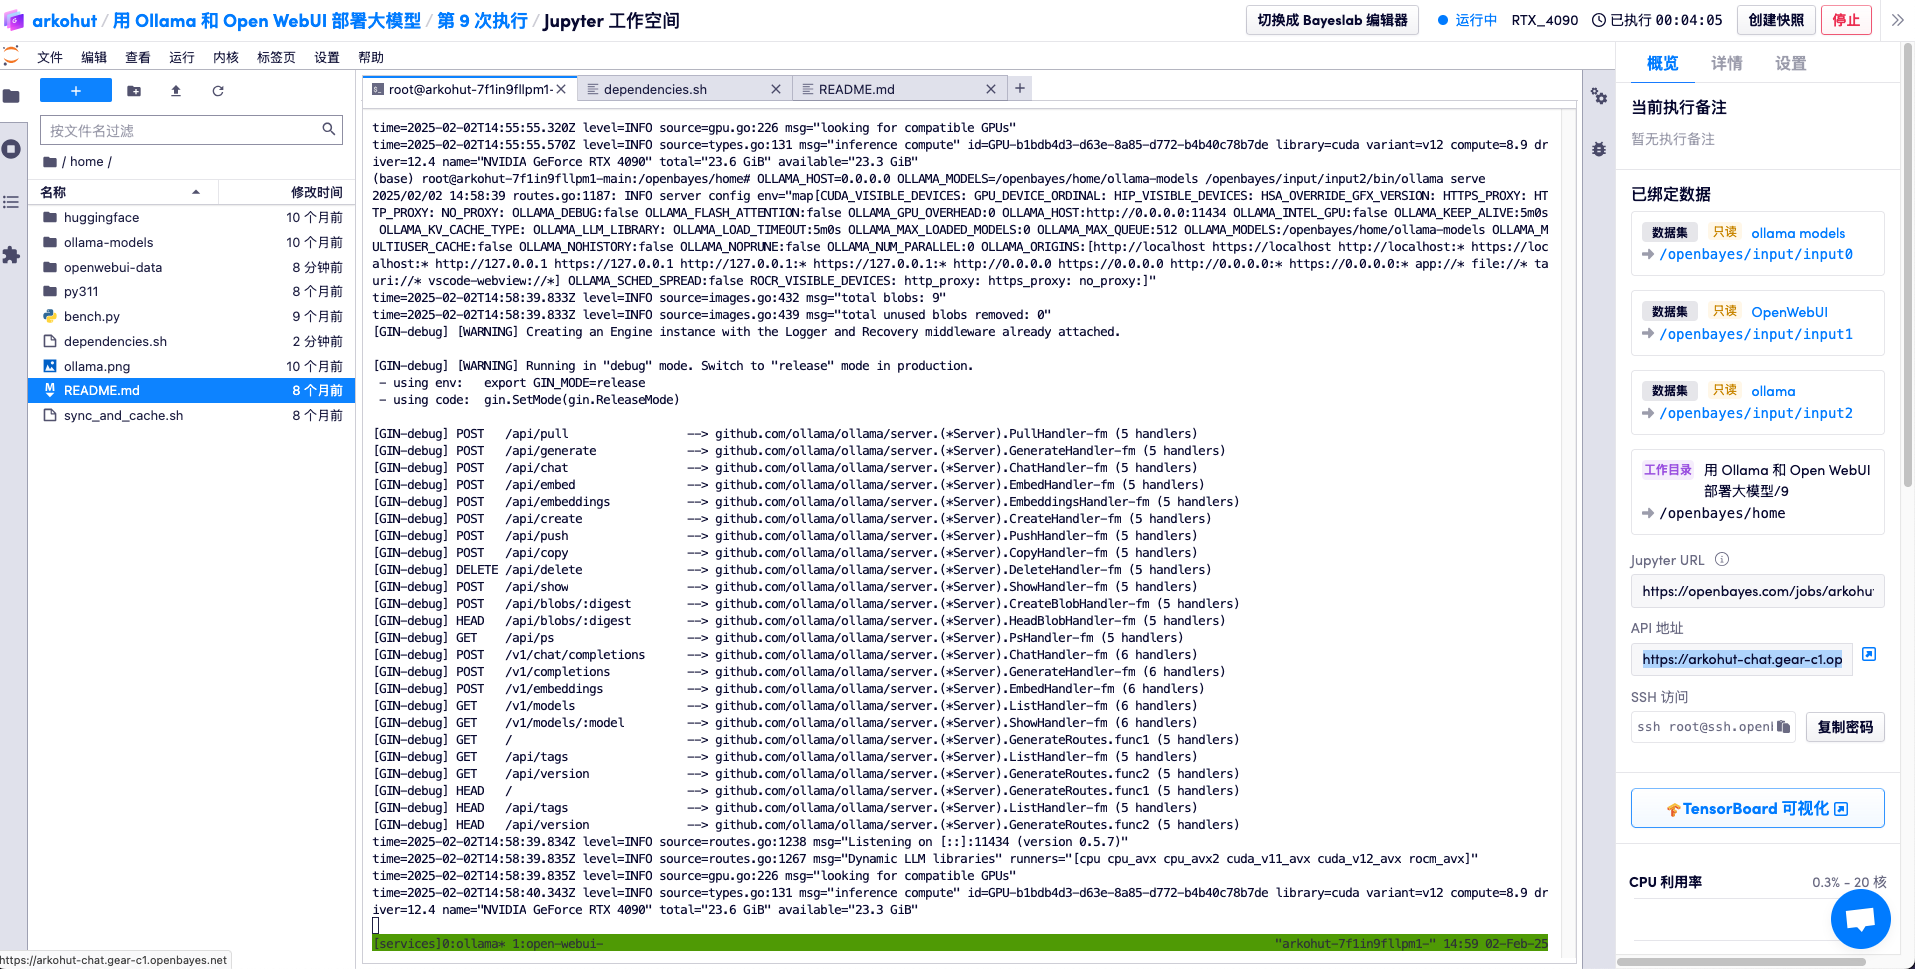 arkohut / 用 Ollama 和 Open WebUI 部署大模型 / 第 9 次执行 / Jupyter 工作空间
切换成 Bayeslab 编辑器
运行中
RTX_4090
已执行 00:04:05
创建快照
停止
文件 编辑 查看 运行 内核 标签页 设置 帮助
按文件名过滤
/ home /
名称 修改时间
huggingface 10 个月前
ollama-models 10 个月前
openwebui-data 8 分钟前
py311 8 个月前
bench.py 9 个月前
dependencies.sh 2 分钟前
ollama.png 10 个月前
README.md 8 个月前
sync_and_cache.sh 8 个月前
https://arkohut-chat.gear-c1.openbayes.net
root@arkohut-7f1in9fllpm1-
dependencies.sh
README.md
time=2025-02-02T14:55:55.320Z level=INFO source=gpu.go:226 msg="looking for compatible GPUs"
time=2025-02-02T14:55:55.570Z level=INFO source=types.go:131 msg="inference compute" id=GPU-b1bdb4d3-d63e-8a85-d772-b4b40c78b7de library=cuda variant=v12 compute=8.9 dr
iver=12.4 name="NVIDIA GeForce RTX 4090" total="23.6 GiB" available="23.3 GiB"
(base) root@arkohut-7f1in9fllpm1-main:/openbayes/home# OLLAMA_HOST=0.0.0.0 OLLAMA_MODELS=/openbayes/home/ollama-models /openbayes/input/input2/bin/ollama serve
2025/02/02 14:58:39 routes.go:1187: INFO server config env="map[CUDA_VISIBLE_DEVICES: GPU_DEVICE_ORDINAL: HIP_VISIBLE_DEVICES: HSA_OVERRIDE_GFX_VERSION: HTTPS_PROXY: HT
TP_PROXY: NO_PROXY: OLLAMA_DEBUG:false OLLAMA_FLASH_ATTENTION:false OLLAMA_GPU_OVERHEAD:0 OLLAMA_HOST:http://0.0.0.0:11434 OLLAMA_INTEL_GPU:false OLLAMA_KEEP_ALIVE:5m0s
OLLAMA_KV_CACHE_TYPE: OLLAMA_LLM_LIBRARY: OLLAMA_LOAD_TIMEOUT:5m0s OLLAMA_MAX_LOADED_MODELS:0 OLLAMA_MAX_QUEUE:512 OLLAMA_MODELS:/openbayes/home/ollama-models OLLAMA_M
ULTIUSER_CACHE:false OLLAMA_NOHISTORY:false OLLAMA_NOPRUNE:false OLLAMA_NUM_PARALLEL:0 OLLAMA_ORIGINS:[http://localhost https://localhost http://localhost:* https://loc
alhost:* http://127.0.0.1 https://127.0.0.1 http://127.0.0.1:* https://127.0.0.1:* http://0.0.0.0 https://0.0.0.0 http://0.0.0.0:* https://0.0.0.0:* app://* file://* ta
uri://* vscode-webview://*] OLLAMA_SCHED_SPREAD:false ROCR_VISIBLE_DEVICES: http_proxy: https_proxy: no_proxy:]"
time=2025-02-02T14:58:39.833Z level=INFO source=images.go:432 msg="total blobs: 9"
time=2025-02-02T14:58:39.833Z level=INFO source=images.go:439 msg="total unused blobs removed: 0"
[GIN-debug] [WARNING] Creating an Engine instance with the Logger and Recovery middleware already attached.
[GIN-debug] [WARNING] Running in "debug" mode. Switch to "release" mode in production.
- using env: export GIN_MODE=release
- using code: gin.SetMode(gin.ReleaseMode)
[GIN-debug] POST /api/pull --> github.com/ollama/ollama/server.(*Server).PullHandler-fm (5 handlers)
[GIN-debug] POST /api/generate --> github.com/ollama/ollama/server.(*Server).GenerateHandler-fm (5 handlers)
[GIN-debug] POST /api/chat --> github.com/ollama/ollama/server.(*Server).ChatHandler-fm (5 handlers)
[GIN-debug] POST /api/embed --> github.com/ollama/ollama/server.(*Server).EmbedHandler-fm (5 handlers)
[GIN-debug] POST /api/embeddings --> github.com/ollama/ollama/server.(*Server).EmbeddingsHandler-fm (5 handlers)
[GIN-debug] POST /api/create --> github.com/ollama/ollama/server.(*Server).CreateHandler-fm (5 handlers)
[GIN-debug] POST /api/push --> github.com/ollama/ollama/server.(*Server).PushHandler-fm (5 handlers)
[GIN-debug] POST /api/copy --> github.com/ollama/ollama/server.(*Server).CopyHandler-fm (5 handlers)
[GIN-debug] DELETE /api/delete --> github.com/ollama/ollama/server.(*Server).DeleteHandler-fm (5 handlers)
[GIN-debug] POST /api/show --> github.com/ollama/ollama/server.(*Server).ShowHandler-fm (5 handlers)
[GIN-debug] POST /api/blobs/:digest --> github.com/ollama/ollama/server.(*Server).CreateBlobHandler-fm (5 handlers)
[GIN-debug] HEAD /api/blobs/:digest --> github.com/ollama/ollama/server.(*Server).HeadBlobHandler-fm (5 handlers)
[GIN-debug] GET /api/ps --> github.com/ollama/ollama/server.(*Server).PsHandler-fm (5 handlers)
[GIN-debug] POST /v1/chat/completions --> github.com/ollama/ollama/server.(*Server).ChatHandler-fm (6 handlers)
[GIN-debug] POST /v1/completions --> github.com/ollama/ollama/server.(*Server).GenerateHandler-fm (6 handlers)
[GIN-debug] POST /v1/embeddings --> github.com/ollama/ollama/server.(*Server).EmbedHandler-fm (6 handlers)
[GIN-debug] GET /v1/models --> github.com/ollama/ollama/server.(*Server).ListHandler-fm (6 handlers)
[GIN-debug] GET /v1/models/:model --> github.com/ollama/ollama/server.(*Server).ShowHandler-fm (6 handlers)
[GIN-debug] GET / --> github.com/ollama/ollama/server.(*Server).GenerateRoutes.func1 (5 handlers)
[GIN-debug] GET /api/tags --> github.com/ollama/ollama/server.(*Server).ListHandler-fm (5 handlers)
[GIN-debug] GET /api/version --> github.com/ollama/ollama/server.(*Server).GenerateRoutes.func2 (5 handlers)
[GIN-debug] HEAD / --> github.com/ollama/ollama/server.(*Server).GenerateRoutes.func1 (5 handlers)
[GIN-debug] HEAD /api/tags --> github.com/ollama/ollama/server.(*Server).ListHandler-fm (5 handlers)
[GIN-debug] HEAD /api/version --> github.com/ollama/ollama/server.(*Server).GenerateRoutes.func2 (5 handlers)
time=2025-02-02T14:58:39.834Z level=INFO source=routes.go:1238 msg="Listening on [::]:11434 (version 0.5.7)"
time=2025-02-02T14:58:39.835Z level=INFO source=routes.go:1267 msg="Dynamic LLM libraries" runners="[cpu cpu_avx cpu_avx2 cuda_v11_avx cuda_v12_avx rocm_avx]"
time=2025-02-02T14:58:39.835Z level=INFO source=gpu.go:226 msg="looking for compatible GPUs"
time=2025-02-02T14:58:40.343Z level=INFO source=types.go:131 msg="inference compute" id=GPU-b1bdb4d3-d63e-8a85-d772-b4b40c78b7de library=cuda variant=v12 compute=8.9 dr
iver=12.4 name="NVIDIA GeForce RTX 4090" total="23.6 GiB" available="23.3 GiB"
[services]0:ollama* 1:open-webui- "arkohut-7f1in9fllpm1-" 14:59 02-Feb-25
概览 详情 设置
当前执行备注
暂无执行备注
已绑定数据
数据集 只读 ollama models
/openbayes/input/input0
数据集 只读 OpenWebUI
/openbayes/input/input1
数据集 只读 ollama
/openbayes/input/input2
工作目录 用 Ollama 和 Open WebUI
部署大模型/9
/openbayes/home
Jupyter URL
https://openbayes.com/jobs/arkohu
API 地址
https://arkohut-chat.gear-c1.op
SSH 访问
ssh root@ssh.open
复制密码
TensorBoard 可视化
CPU 利用率 0.3% - 20 核